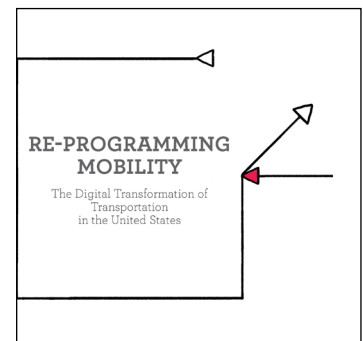 RE-PROGRAMMING
MOBILITY
The Digital Transformation of
Transportation
in the United States